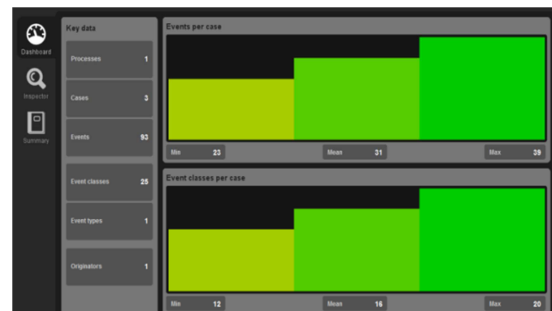 Dashboard
Inspector
Summary
Key data
Processes 1
Cases 3
Events 93
Event classes 25
Event types 1
Originators 1
Events per case
Min 23 Mean 31 Max 39
Event classes per case
Min 12 Mean 16 Max 20